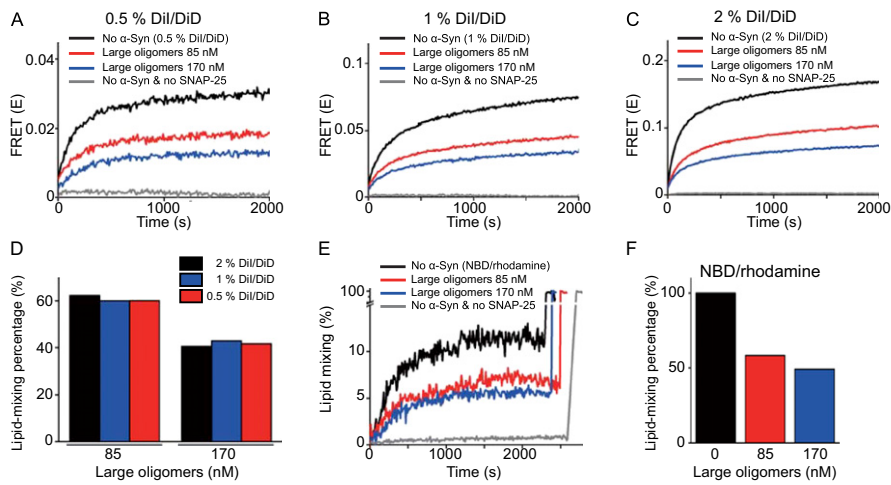 A
0.5 % DiI/DiD
No α-Syn (0.5 % DiI/DiD)
Large oligomers 85 nM
Large oligomers 170 nM
No α-Syn & no SNAP-25
FRET (E)
0.04
0.02
0
0
1000
2000
Time (s)
B
1 % DiI/DiD
No α-Syn (1 % DiI/DiD)
Large oligomers 85 nM
Large oligomers 170 nM
No α-Syn & no SNAP-25
FRET (E)
0.1
0.05
0
0
1000
2000
Time (s)
C
2 % DiI/DiD
No α-Syn (2 % DiI/DiD)
Large oligomers 85 nM
Large oligomers 170 nM
No α-Syn & no SNAP-25
FRET (E)
0.2
0.1
0
0
1000
2000
Time (s)
D
2 % DiI/DiD
1 % DiI/DiD
0.5 % DiI/DiD
Lipid-mixing percentage (%)
60
40
20
0
85
170
Large oligomers (nM)
E
No α-Syn (NBD/rhodamine)
Large oligomers 85 nM
Large oligomers 170 nM
No α-Syn & no SNAP-25
Lipid mixing (%)
100
10
5
0
0
1000
2000
Time (s)
F
NBD/rhodamine
Lipid-mixing percentage (%)
100
50
0
0
85
170
Large oligomers (nM)